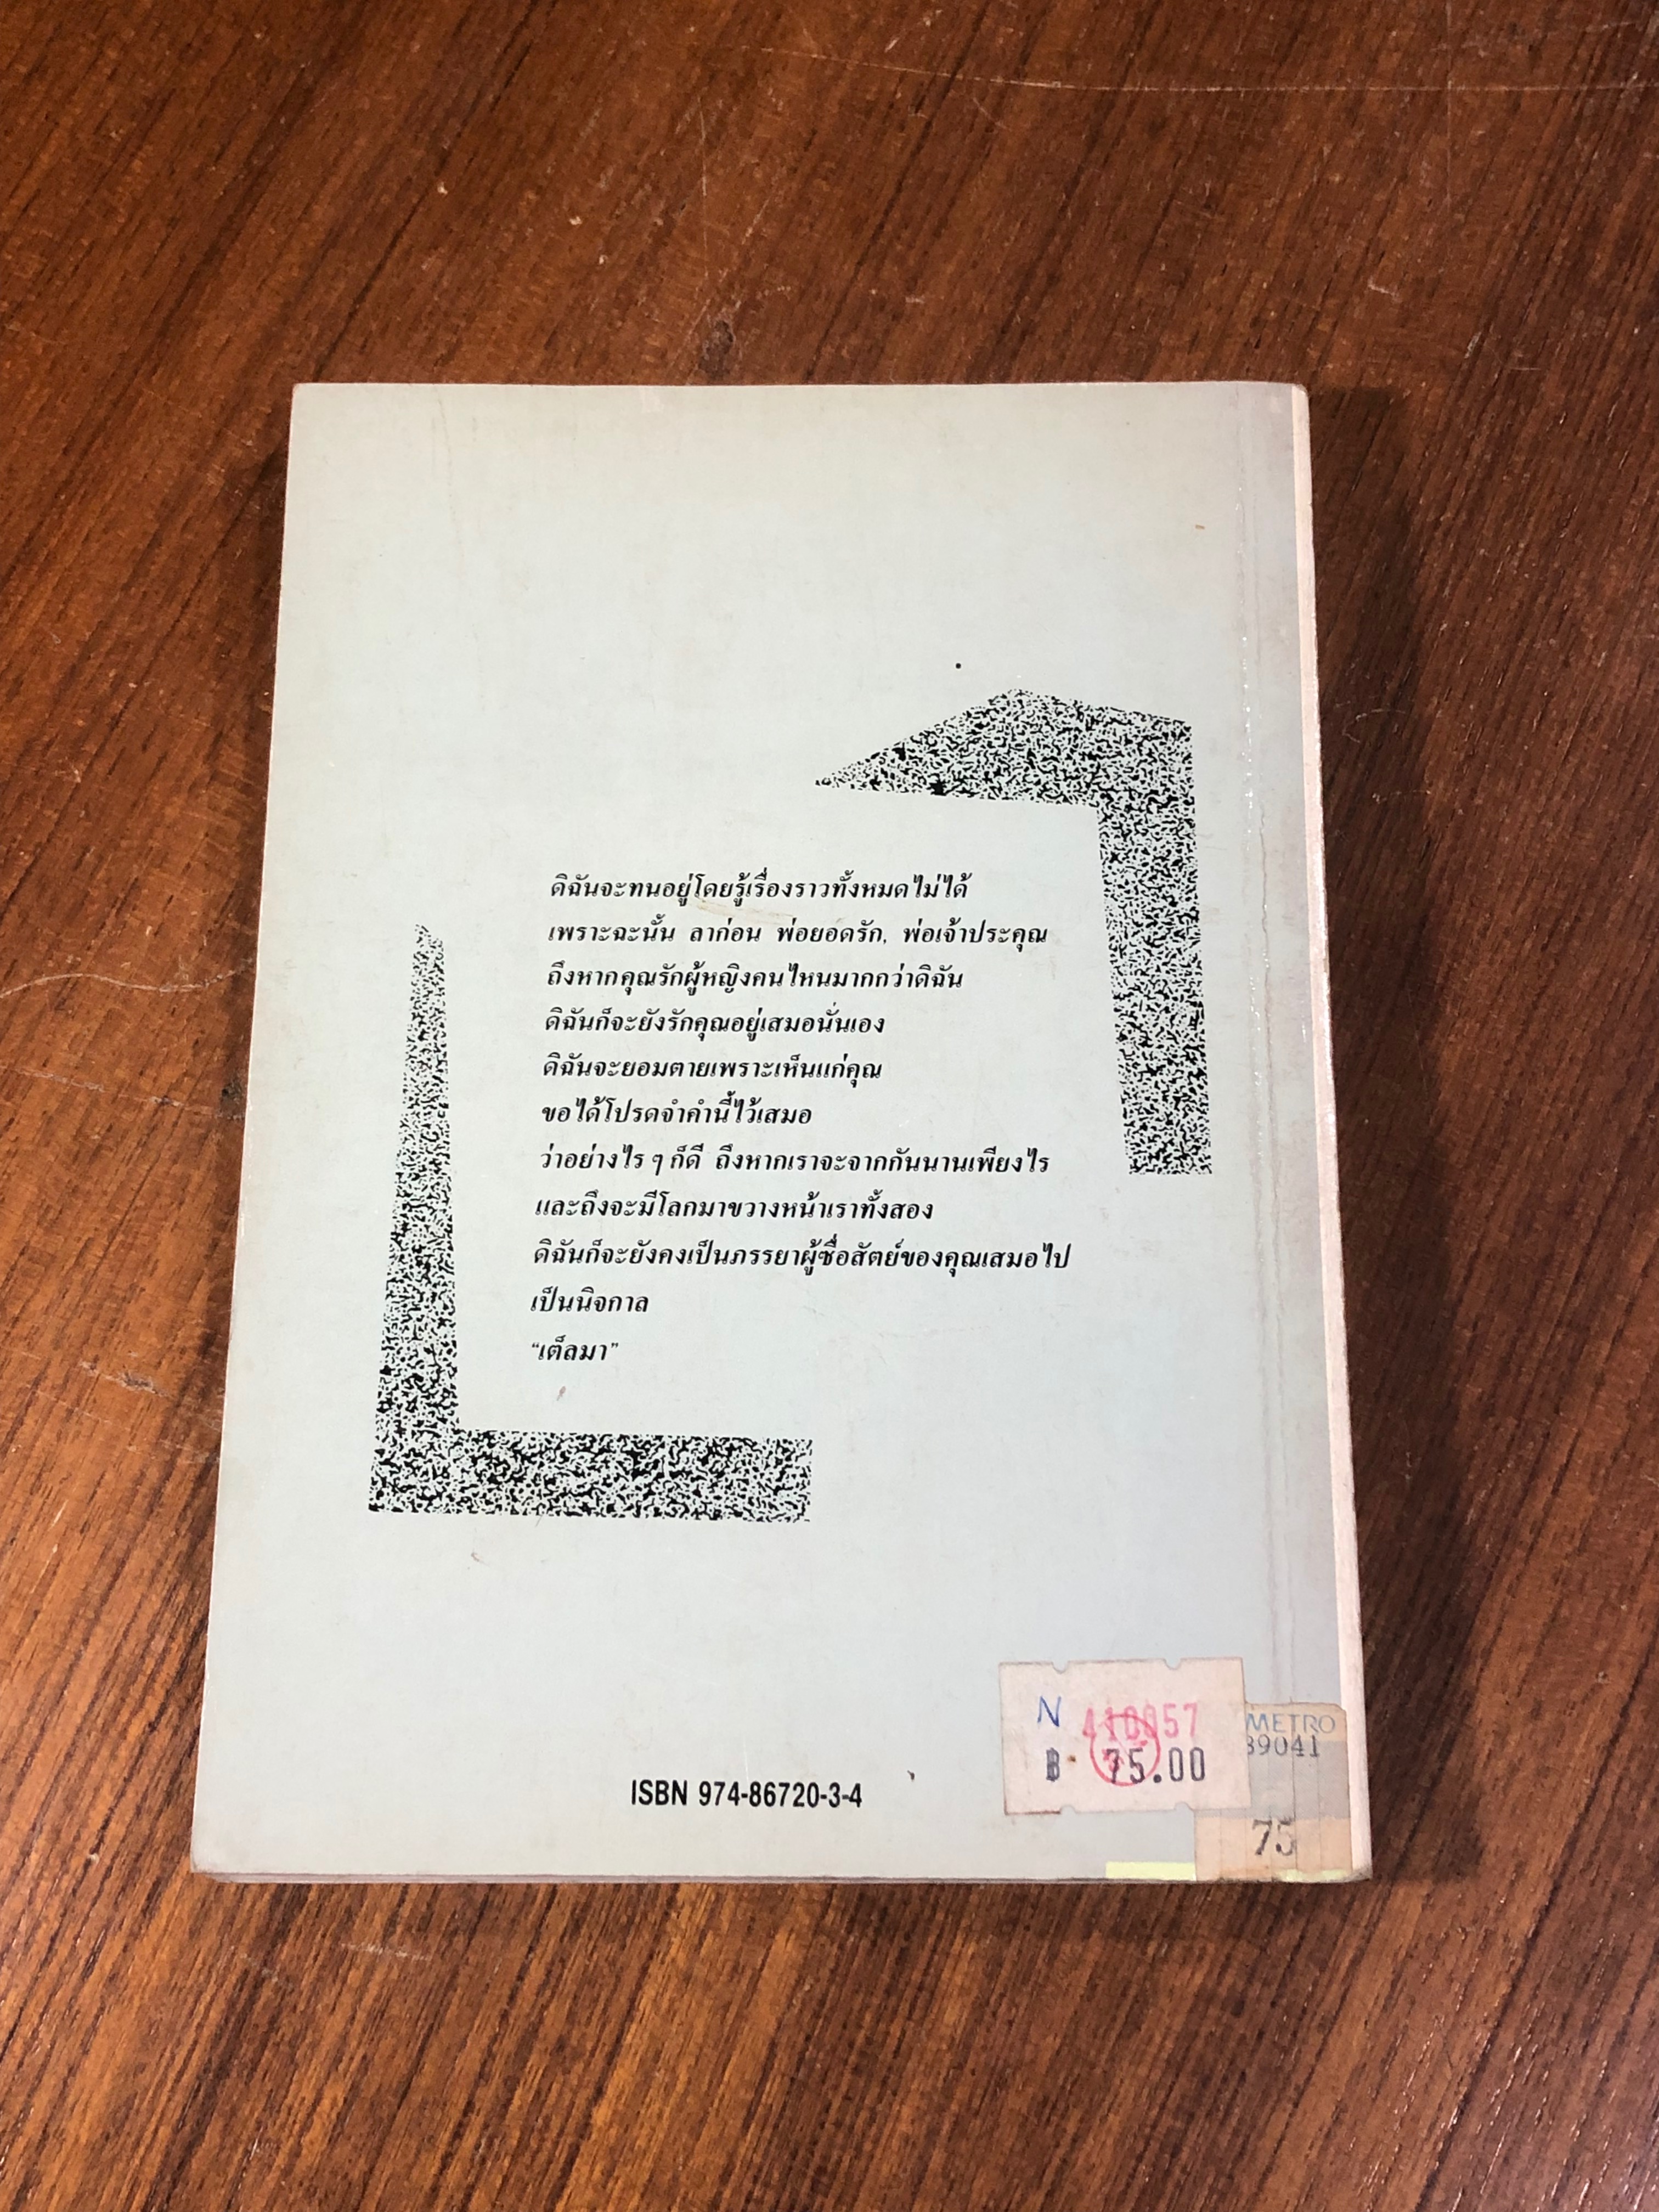 ดิฉันจะทนอยู่โดยรู้เรื่องราวทั้งหมดไม่ได้
เพราะฉะนั้น ลาก่อน พ่อยอดรัก, พ่อเจ้าประคุณ
ถึงหากคุณรักผู้หญิงคนไหนมากกว่าดิฉัน
ดิฉันก็จะยังรักคุณอยู่เสมอนั่นเอง
ดิฉันจะยอมตายเพราะเห็นแก่คุณ
ขอได้โปรดจำคำนี้ไว้เสมอ
ว่าอย่างไร ๆ ก็ดี ถึงหากเราจะจากกันนานเพียงไร
และถึงจะมีโลกมาขวางหน้าเราทั้งสอง
ดิฉันก็จะยังคงเป็นภรรยาผู้ซื่อสัตย์ของคุณเสมอไป
เป็นนิจกาล
“เต็ลมา”
N 410057
฿ 75.00
METRO
39041
75
ISBN 974-86720-3-4